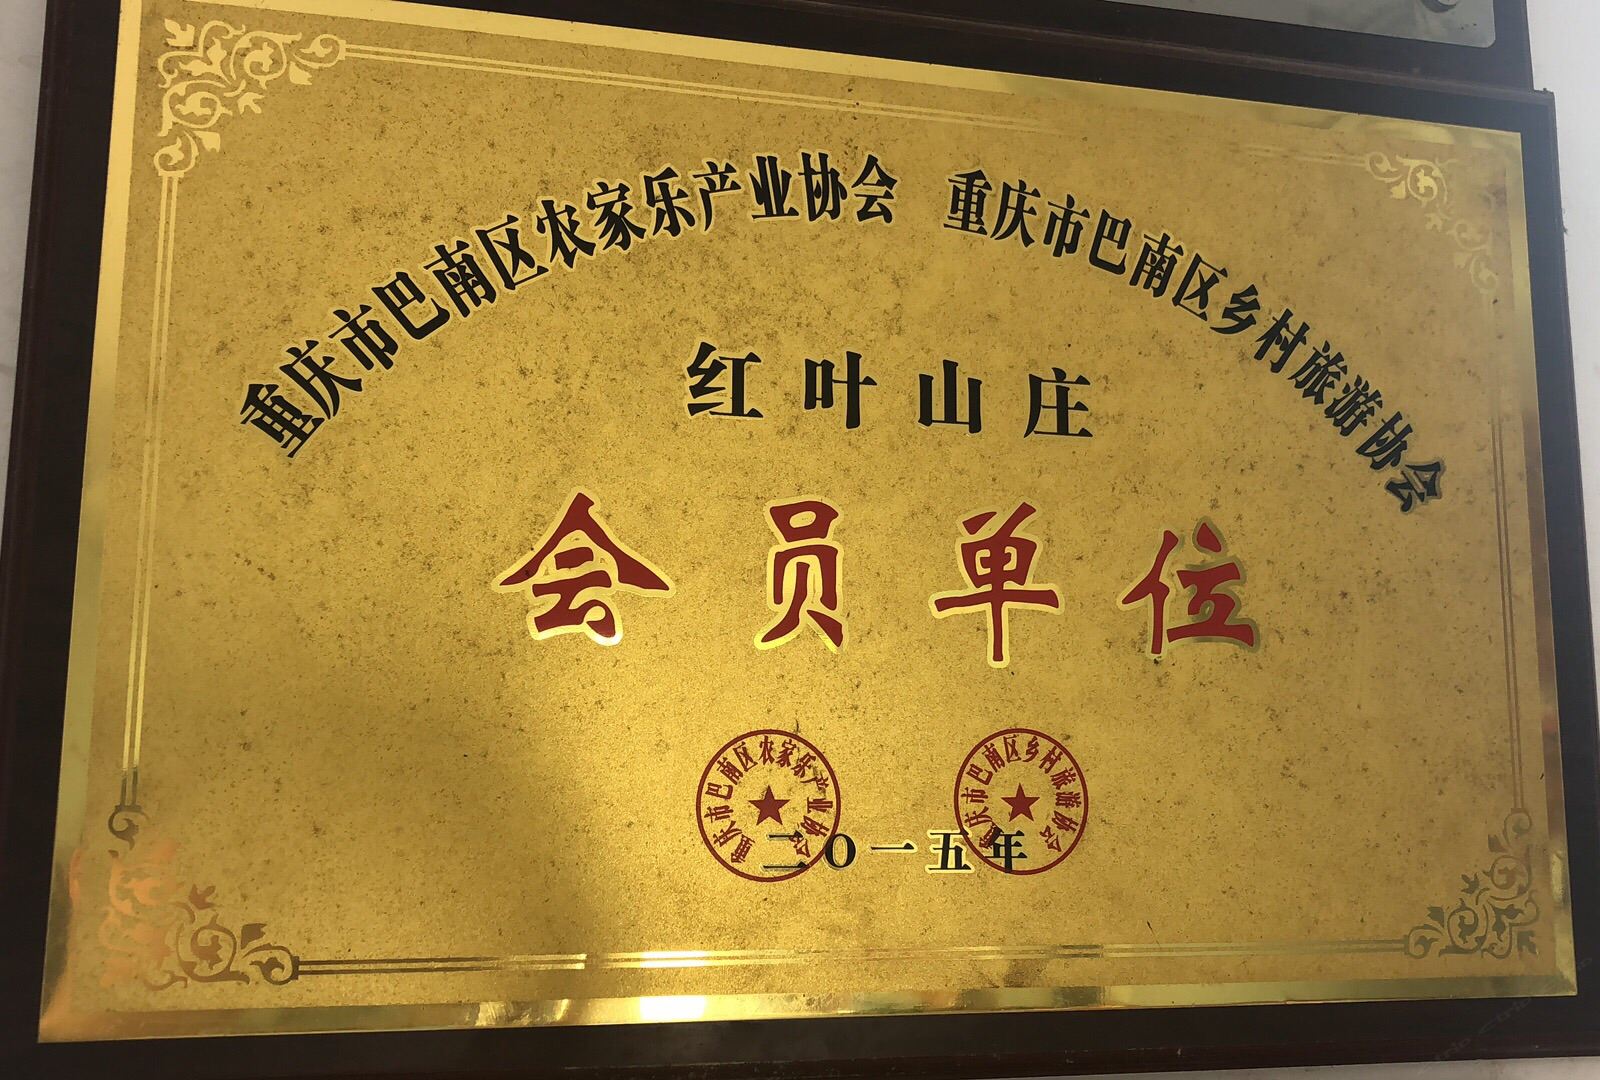 重庆市巴南区农家乐产业协会 重庆市巴南区乡村旅游协会
红叶山庄
会员单位
重庆市巴南区农家乐产业协会
重庆市巴南区乡村旅游协会
二0一五年